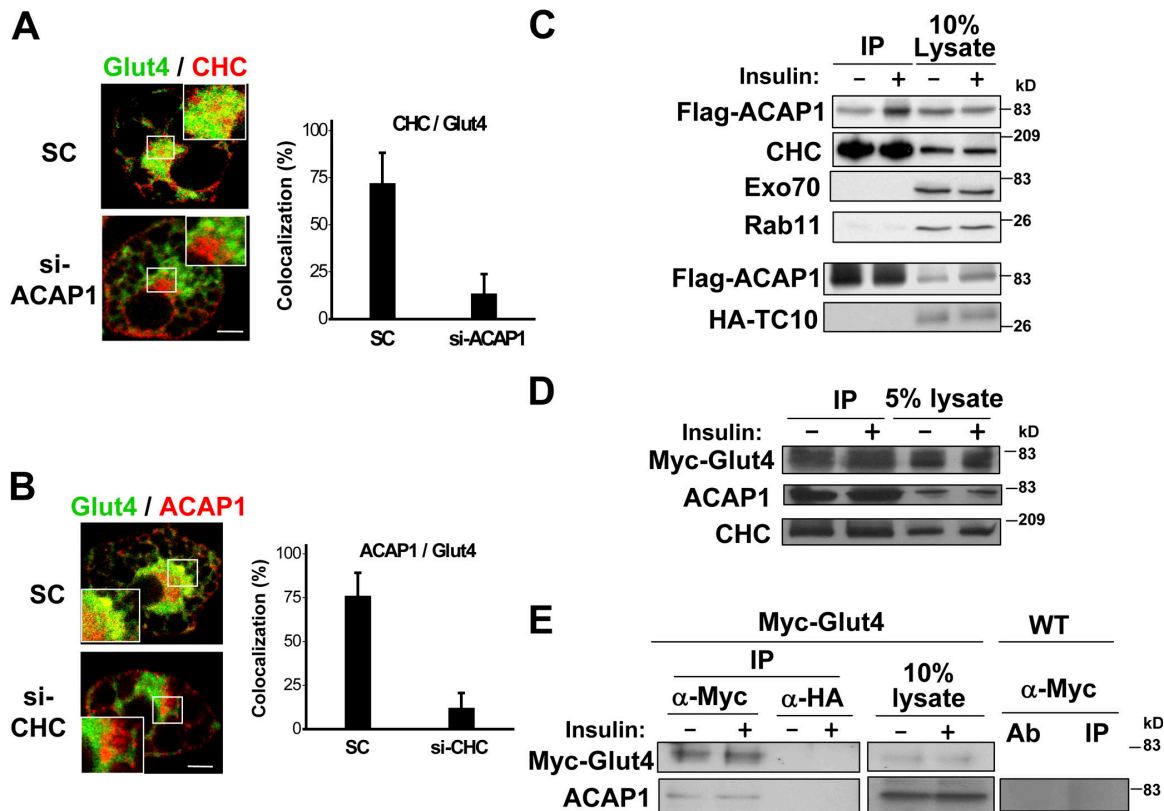 A
Glut4 / CHC
SC
si-
ACAP1
CHC / Glut4
Colocalization (%)
100
75
50
25
0
SC si-ACAP1
B
Glut4 / ACAP1
SC
si-
CHC
ACAP1 / Glut4
Colocalization (%)
100
75
50
25
0
SC si-CHC
C
IP 10% Lysate
Insulin: – + – + kD
Flag-ACAP1 –83
CHC –209
Exo70 –83
Rab11 –26
Flag-ACAP1 –83
HA-TC10 –26
D
IP 5% lysate
Insulin: – + – + kD
Myc-Glut4 –83
ACAP1 –83
CHC –209
E
Myc-Glut4 WT
IP
α-Myc α-HA 10% lysate α-Myc
Insulin: – + – + – + Ab IP kD
Myc-Glut4 –83
ACAP1 –83